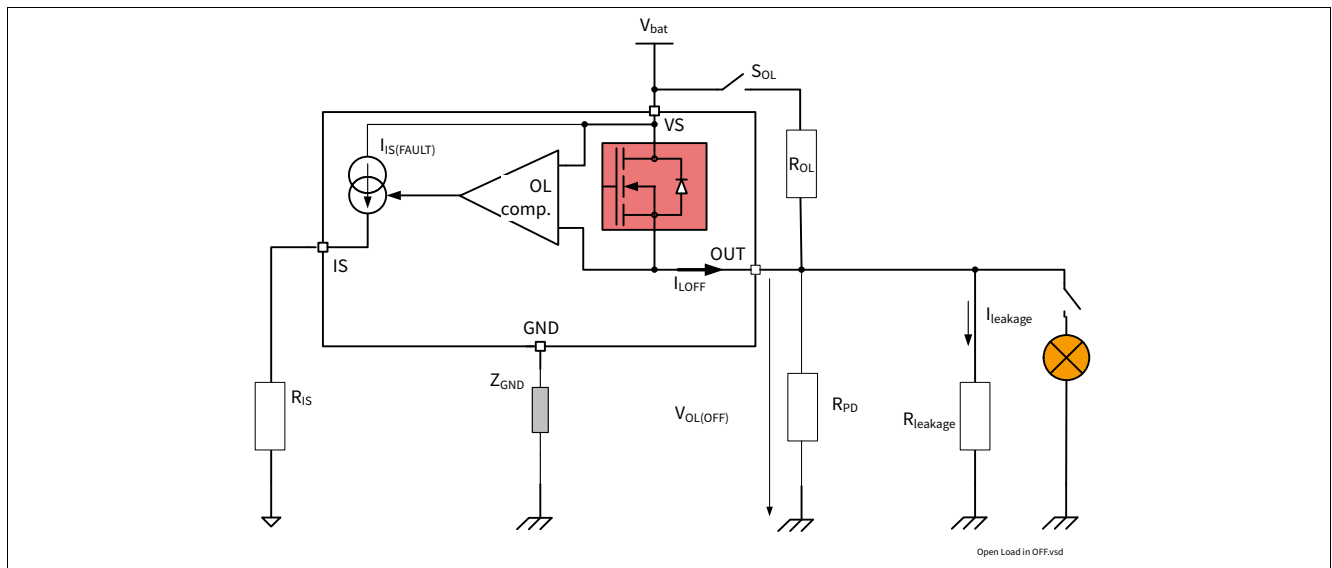 Vbat
SOL
VS
IIS(FAULT)
ROL
OL
comp.
OUT
IS
ILOFF
Ileakage
GND
ZGND
RIS
VOL(OFF)
RPD
Rleakage
Open Load in OFF.vsd